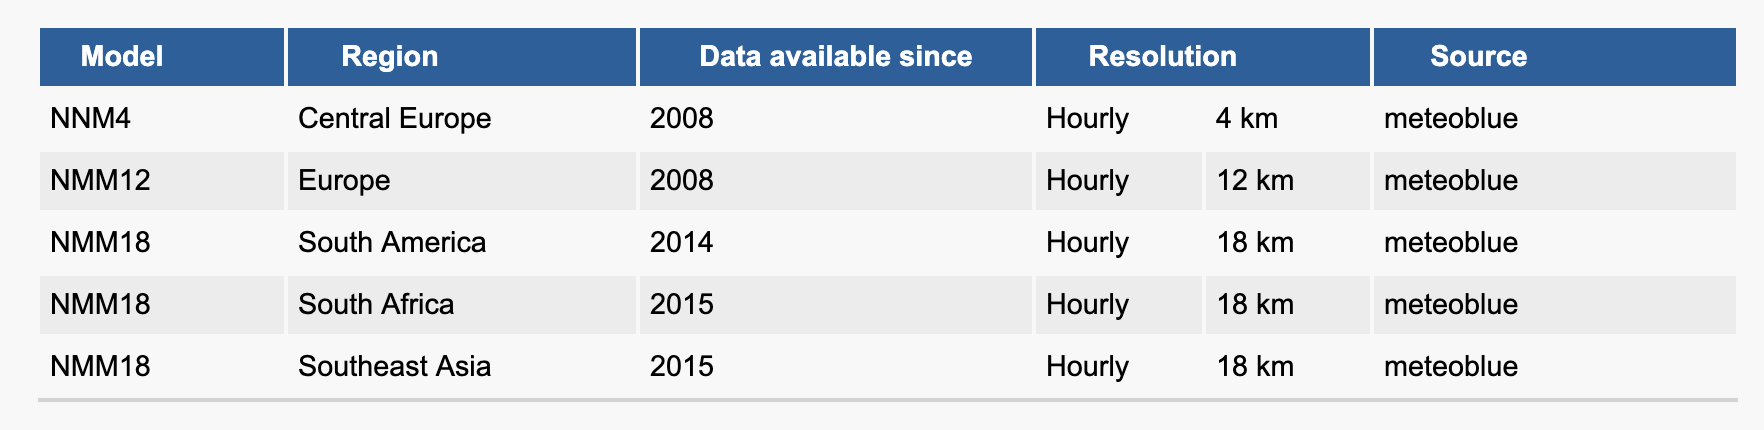 Model Region Data available since Resolution Source
NNM4 Central Europe 2008 Hourly 4 km meteoblue
NMM12 Europe 2008 Hourly 12 km meteoblue
NMM18 South America 2014 Hourly 18 km meteoblue
NMM18 South Africa 2015 Hourly 18 km meteoblue
NMM18 Southeast Asia 2015 Hourly 18 km meteoblue